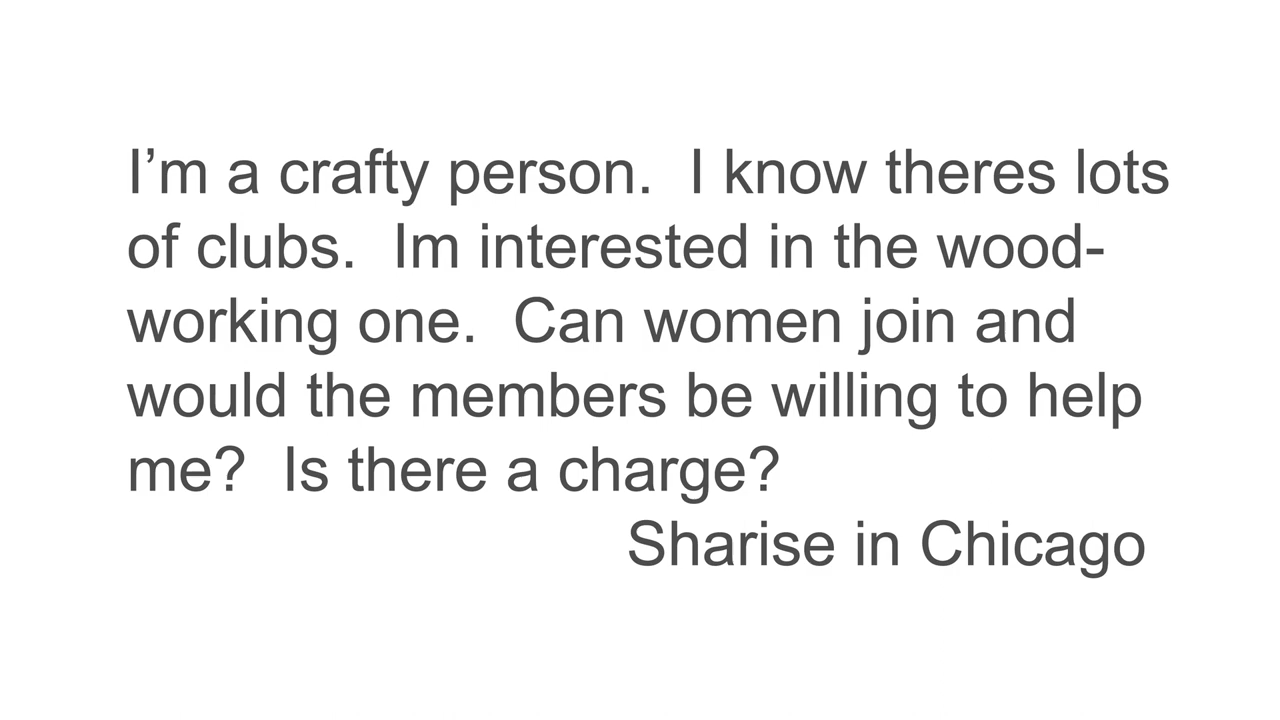 I’m a crafty person.  I know theres lots
of clubs.  Im interested in the wood-
working one.  Can women join and
would the members be willing to help
me?  Is there a charge?
Sharise in Chicago